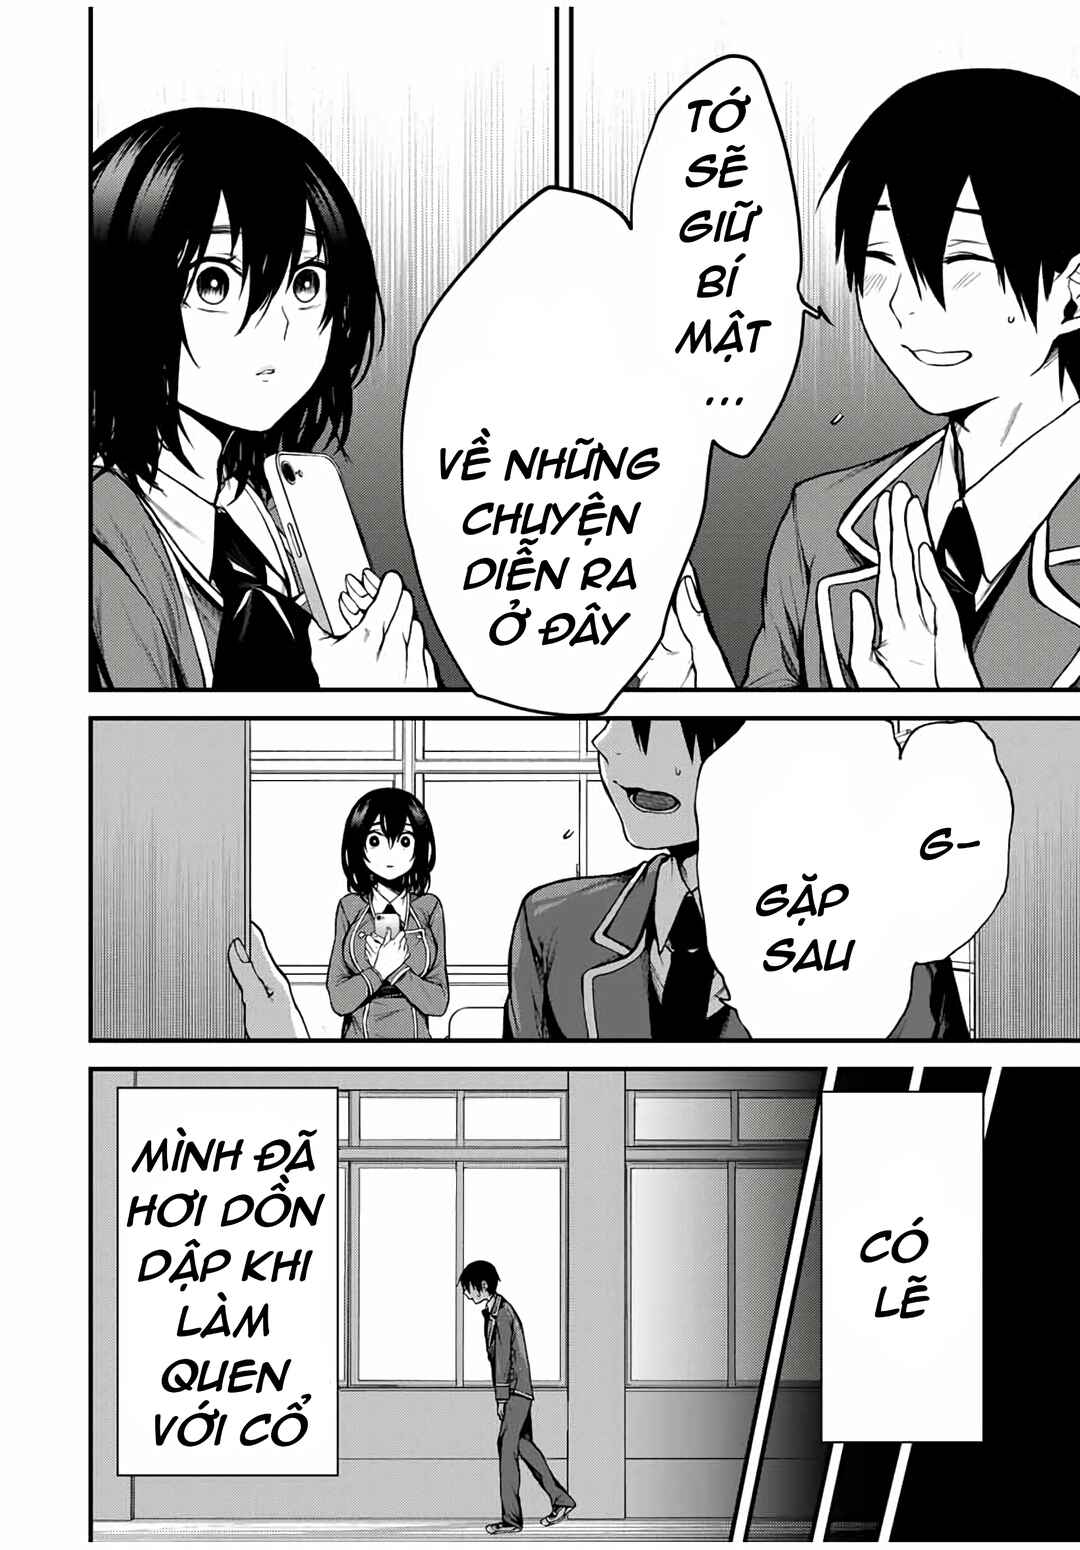 TỚ
SẼ
GIỮ
BÍ
MẬT
...
VỀ NHỮNG
CHUYỆN
DIỄN RA
Ở ĐÂY
G-
GẶP
SAU
CÓ
LẼ
MÌNH ĐÃ
HƠI DỒN
DẬP KHI
LÀM
QUEN
VỚI CỔ